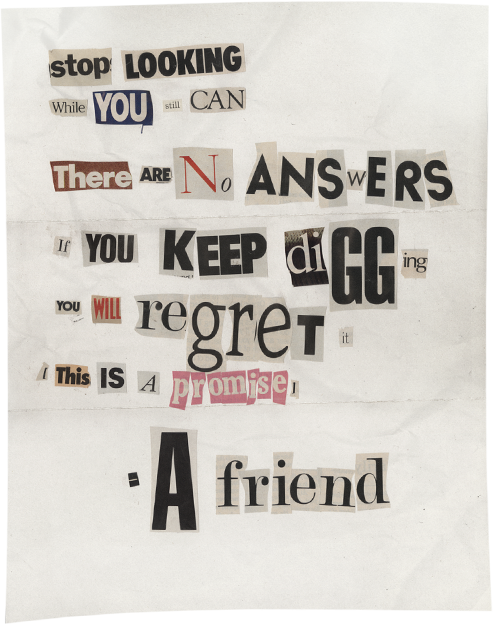 stop LOOKING
While YOU still CAN
There ARE No ANSwERS
If YOU KEEP diGGing
YOU WILL regreT it
This IS A promise
- A friend